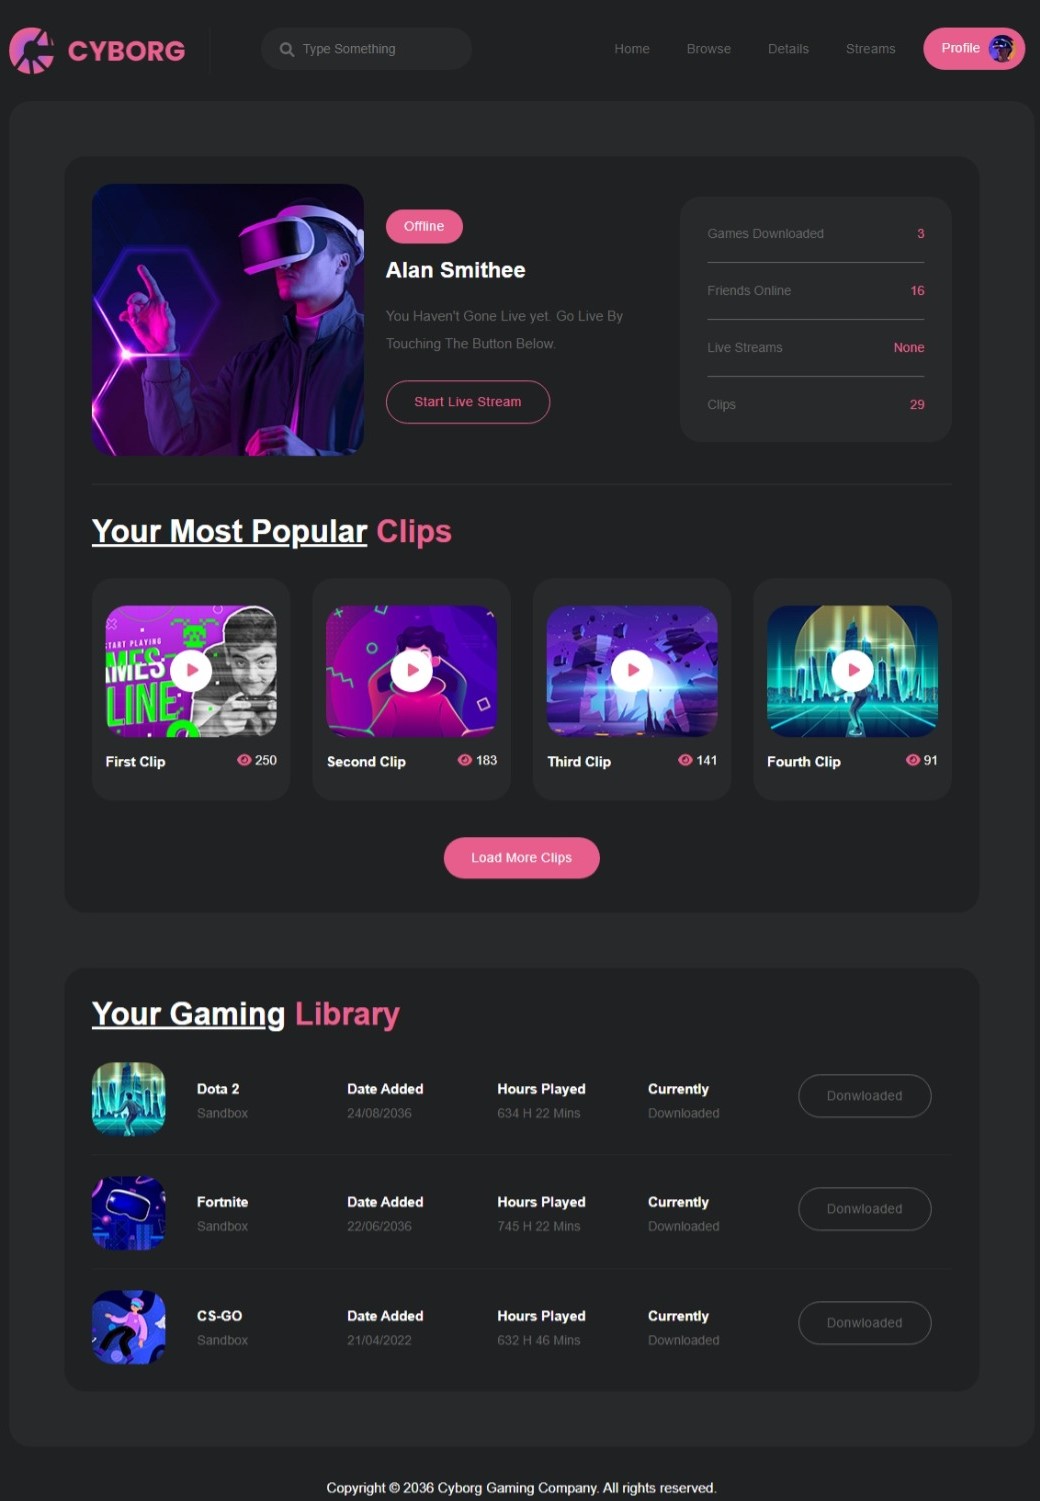 CYBORG
Type Something
Home
Browse
Details
Streams
Profile
Offline
Alan Smithee
You Haven't Gone Live yet. Go Live By
Touching The Button Below.
Start Live Stream
Games Downloaded 3
Friends Online 16
Live Streams None
Clips 29
Your Most Popular Clips
START PLAYING
AMES
LINE
First Clip 250
Second Clip 183
Third Clip 141
Fourth Clip 91
Load More Clips
Your Gaming Library
Dota 2 Date Added Hours Played Currently
Sandbox 24/08/2036 634 H 22 Mins Downloaded
Donwloaded
Fortnite Date Added Hours Played Currently
Sandbox 22/06/2036 745 H 22 Mins Downloaded
Donwloaded
CS-GO Date Added Hours Played Currently
Sandbox 21/04/2022 632 H 46 Mins Downloaded
Donwloaded
Copyright © 2036 Cyborg Gaming Company. All rights reserved.